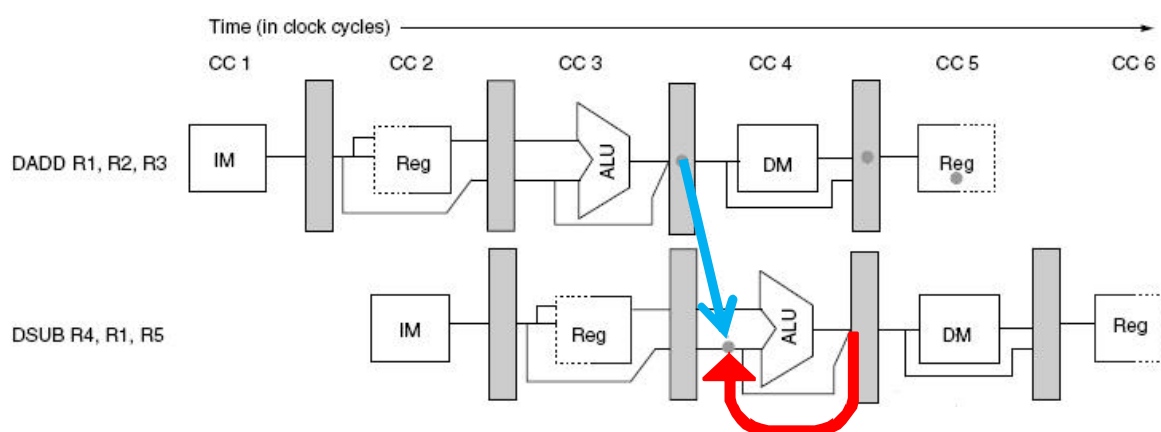 Time (in clock cycles)
CC 1 CC 2 CC 3 CC 4 CC 5 CC 6
DADD R1, R2, R3 IM Reg ALU DM Reg
DSUB R4, R1, R5 IM Reg ALU DM Reg